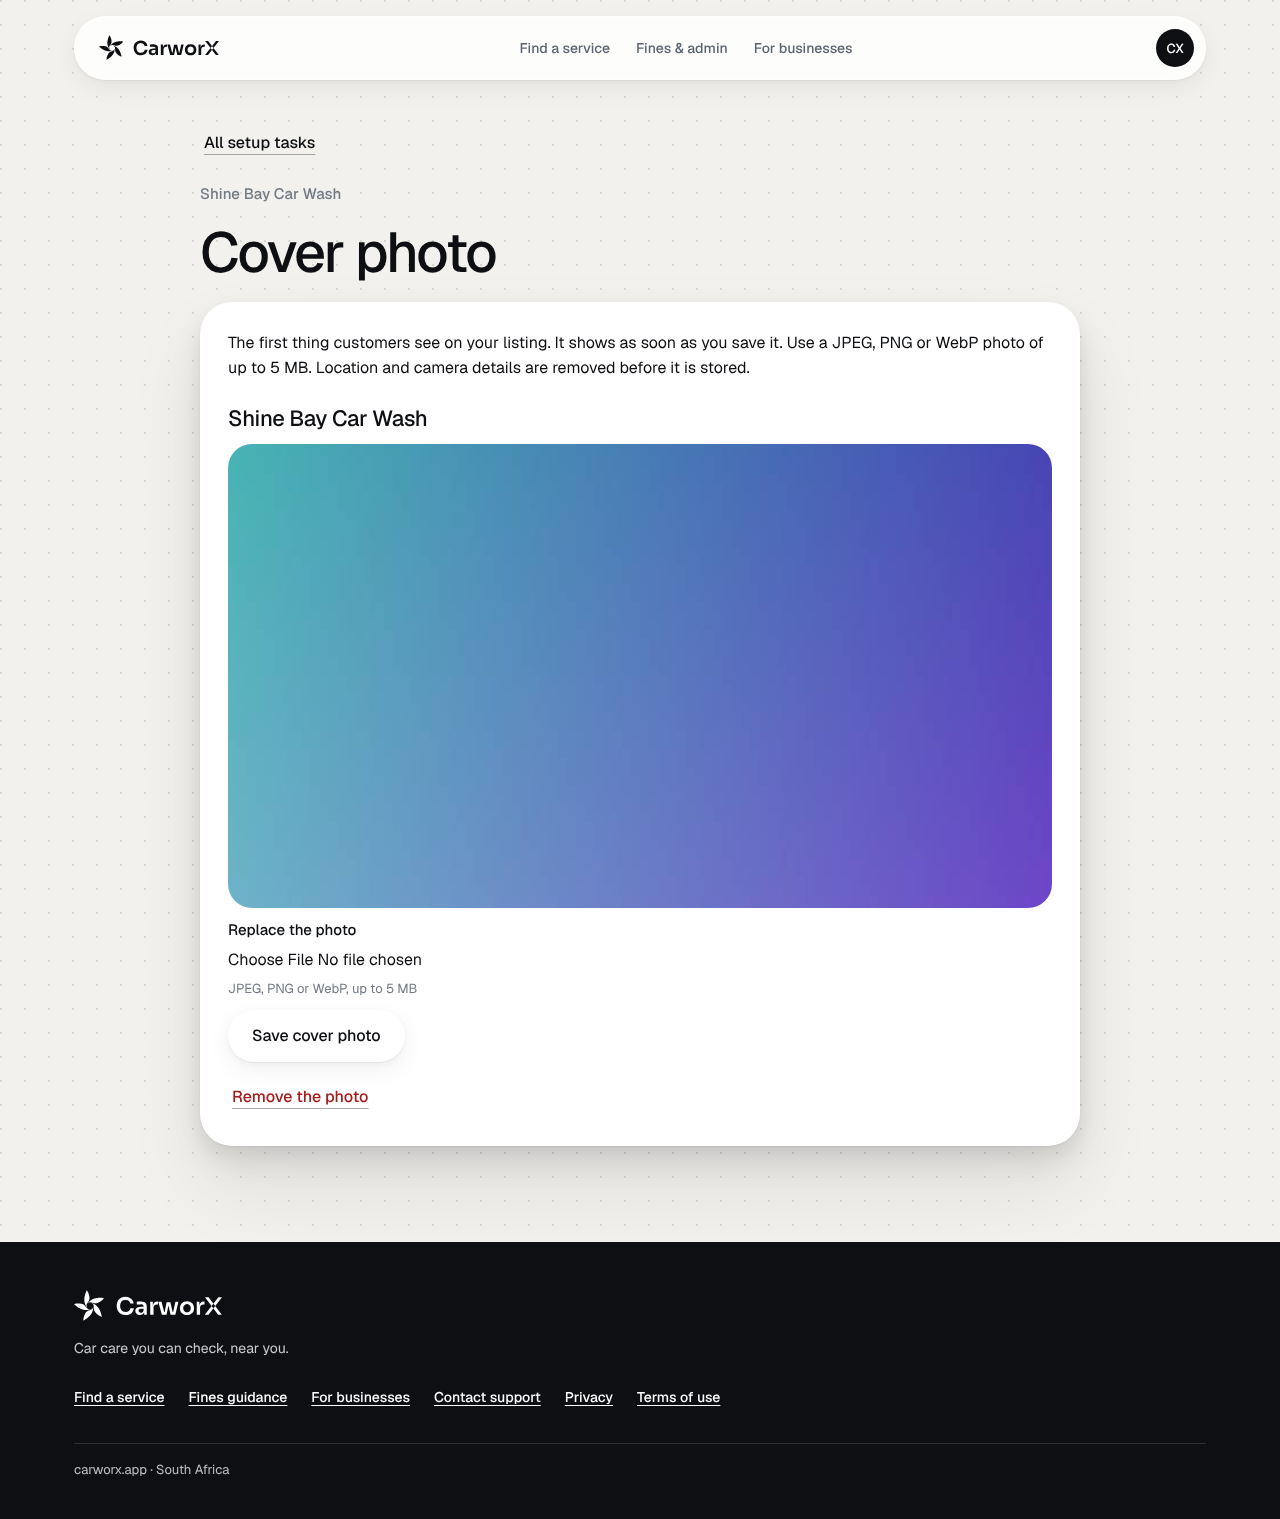 CarworX
Find a service
Fines & admin
For businesses
CX
All setup tasks
Shine Bay Car Wash
Cover photo
The first thing customers see on your listing. It shows as soon as you save it. Use a JPEG, PNG or WebP photo of
up to 5 MB. Location and camera details are removed before it is stored.
Shine Bay Car Wash
Replace the photo
Choose File No file chosen
JPEG, PNG or WebP, up to 5 MB
Save cover photo
Remove the photo
CarworX
Car care you can check, near you.
Find a service
Fines guidance
For businesses
Contact support
Privacy
Terms of use
carworx.app · South Africa